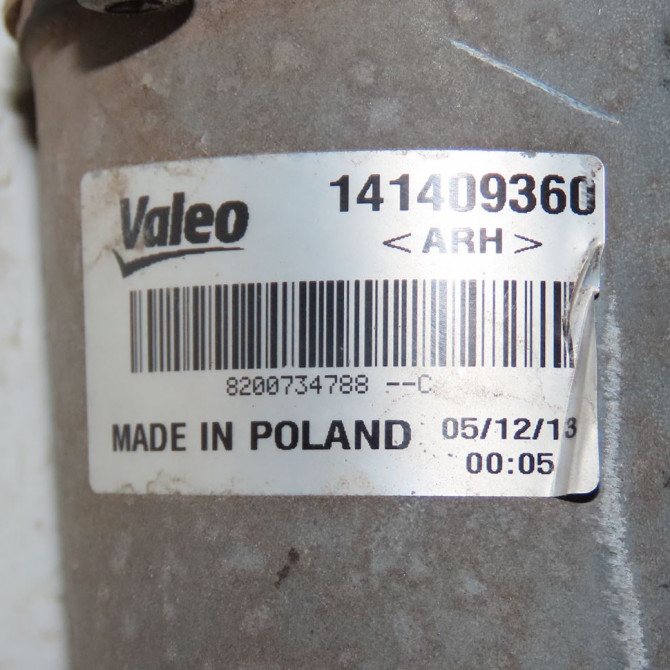 Valeo
141409360
< ARH >
8200734788 --C
MADE IN POLAND
05/12/13
00:05